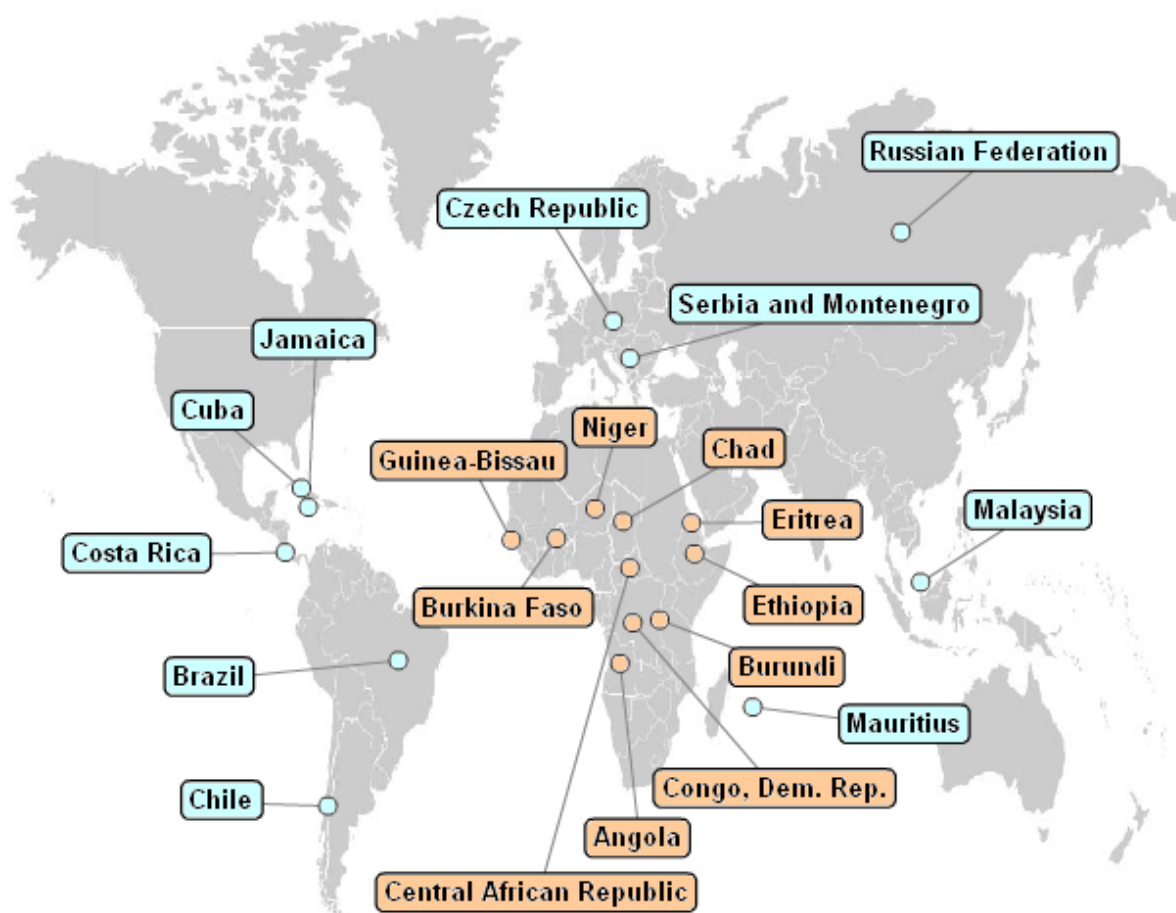 Russian Federation
Czech Republic
Serbia and Montenegro
Jamaica
Cuba
Niger
Chad
Guinea-Bissau
Eritrea
Malaysia
Costa Rica
Burkina Faso
Ethiopia
Burundi
Brazil
Mauritius
Congo, Dem. Rep.
Chile
Angola
Central African Republic